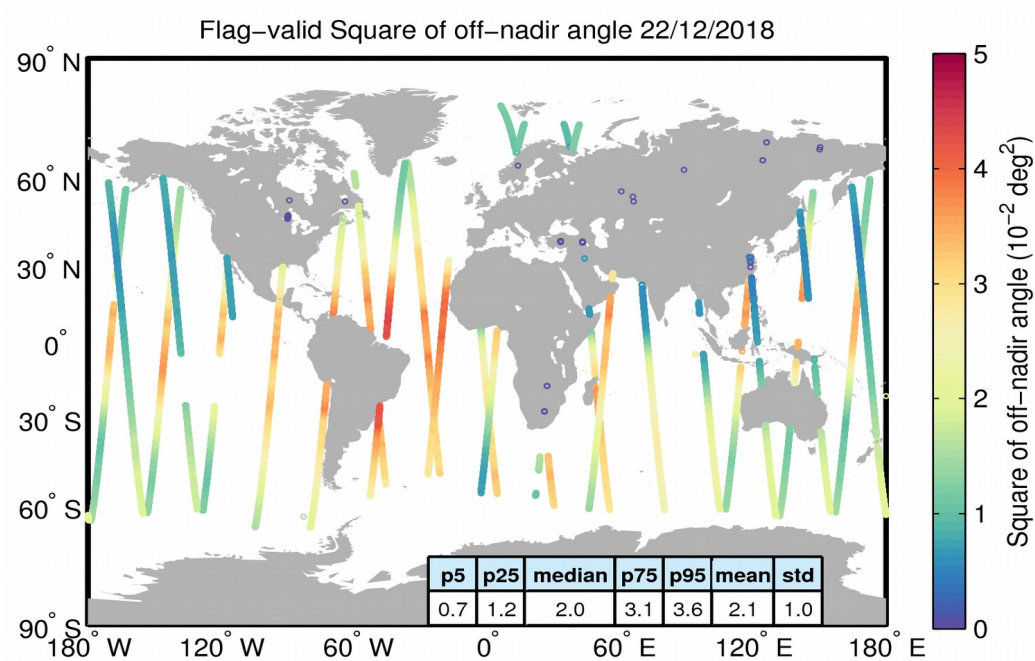 Flag−valid Square of off−nadir angle 22/12/2018
90° N
60° N
30° N
0°
30° S
60° S
90° S
180° W
120° W
60° W
0°
60° E
120° E
180° E
p5 p25 median p75 p95 mean std
0.7 1.2 2.0 3.1 3.6 2.1 1.0
5
4
3
2
1
0
Square of off−nadir angle (10⁻² deg²)